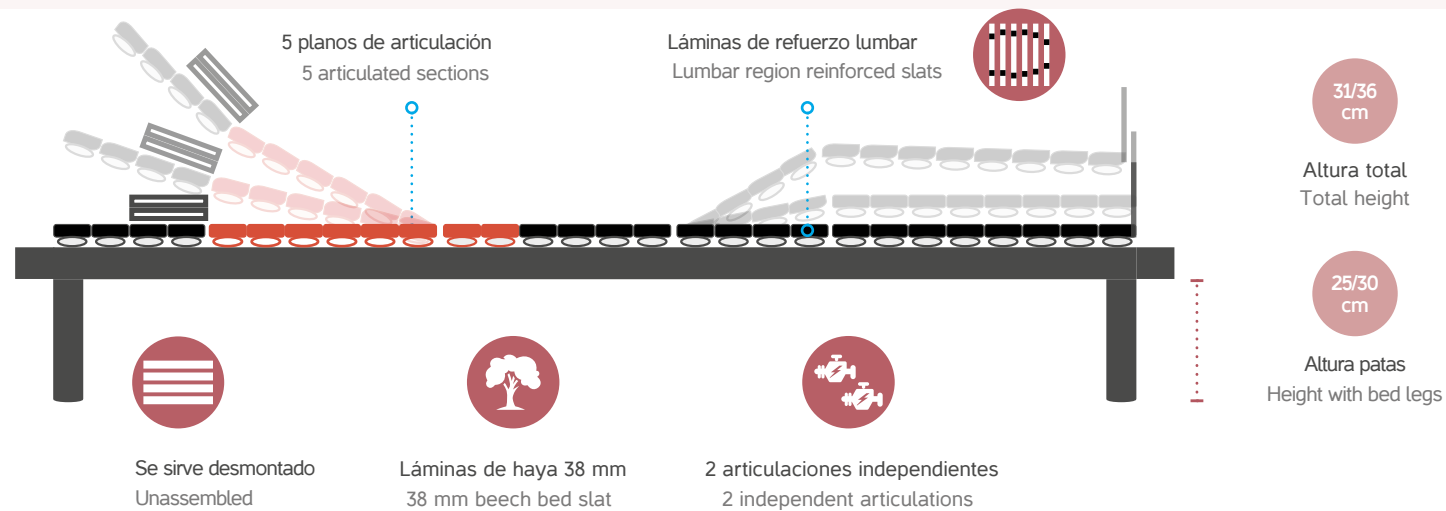 5 planos de articulación
5 articulated sections
Láminas de refuerzo lumbar
Lumbar region reinforced slats
31/36
cm
Altura total
Total height
25/30
cm
Altura patas
Height with bed legs
Se sirve desmontado
Unassembled
Láminas de haya 38 mm
38 mm beech bed slat
2 articulaciones independientes
2 independent articulations